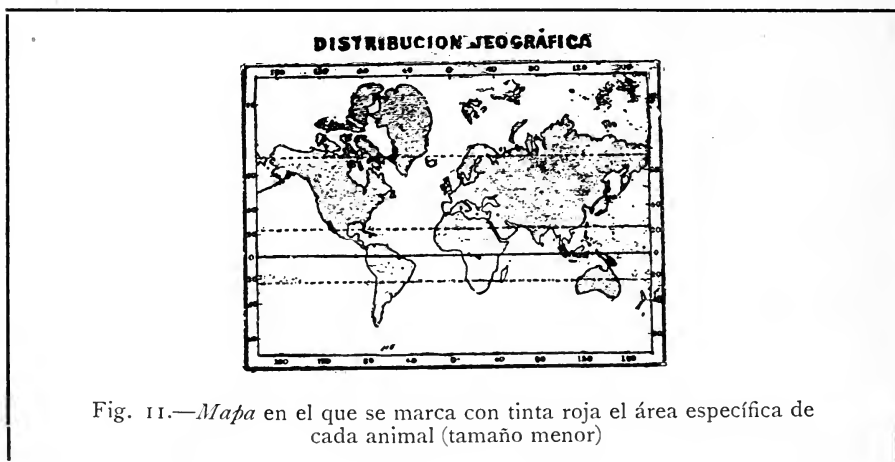 DISTRIBUCION JEOGRÁFICA
Fig. 11.—Mapa en el que se marca con tinta roja el área específica de
cada animal (tamaño menor)